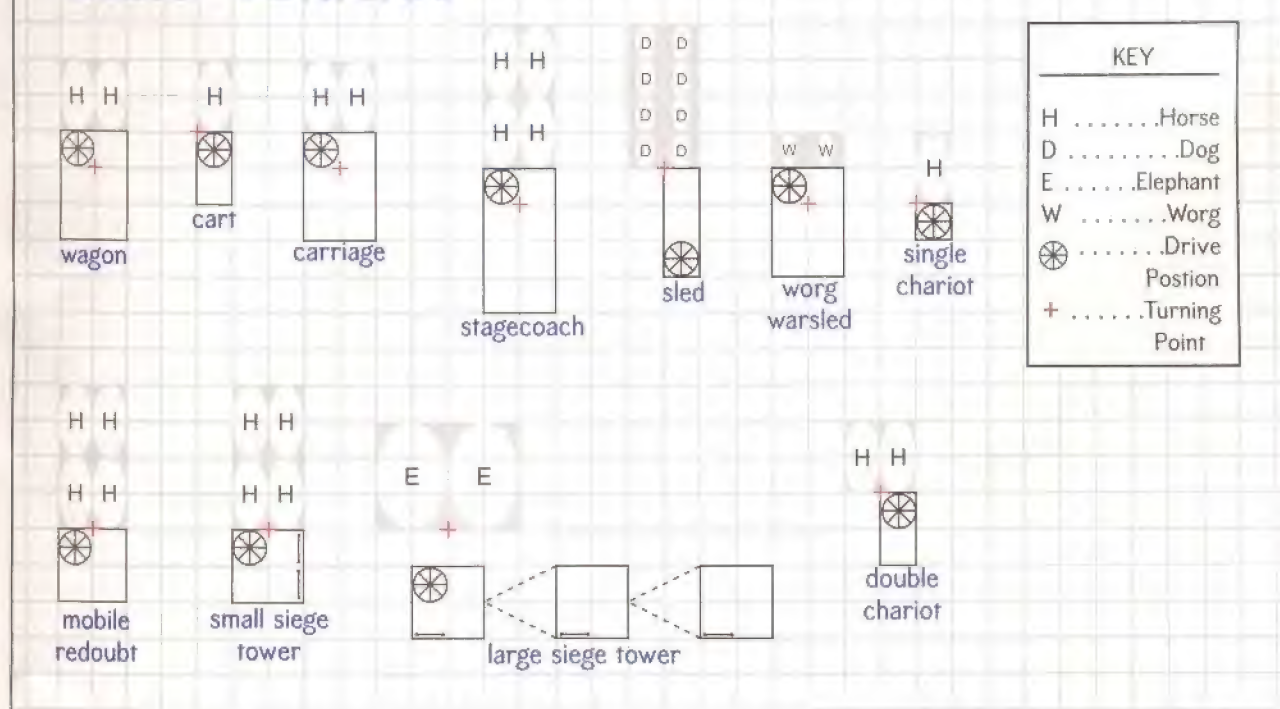 H H
H
H H
H H
H H
D D
D D
D D
D D
W W
H
wagon
cart
carriage
stagecoach
sled
worg
warsled
single
chariot
KEY
H .......Horse
D .........Dog
E ......Elephant
W .......Worg
.......Drive
Postion
+ ......Turning
Point
H H
H H
H H
H H
E E
H H
mobile
redoubt
small siege
tower
large siege tower
double
chariot